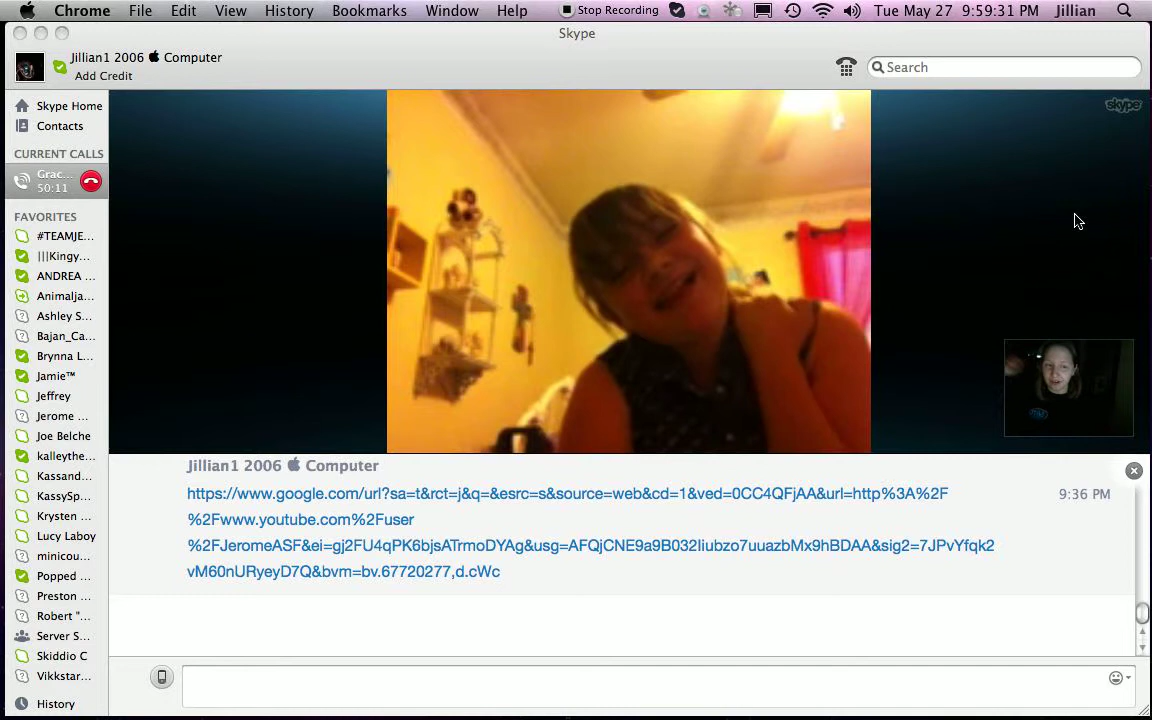 Chrome File Edit View History Bookmarks Window Help Stop Recording Tue May 27 9:59:31 PM Jillian
Skype
Jillian1 2006 Computer
Add Credit
Search
Skype Home
Contacts
CURRENT CALLS
Grac...
50:11
FAVORITES
#TEAMJE...
|||Kingy...
ANDREA ...
Animalja...
Ashley S...
Bajan_Ca...
Brynna L...
Jamie™
Jeffrey
Jerome ...
Joe Belche
kalleythe...
Kassand...
KassySp...
Krysten ...
Lucy Laboy
minicou...
Popped ...
Preston ...
Robert "...
Server S...
Skiddio C
Vikkstar...
History
skype
Jillian1 2006 Computer
https://www.google.com/url?sa=t&rct=j&q=&esrc=s&source=web&cd=1&ved=0CC4QFjAA&url=http%3A%2F 9:36 PM
%2Fwww.youtube.com%2Fuser
%2FJeromeASF&ei=gj2FU4qPK6bjsATrmoDYAg&usg=AFQjCNE9a9B032Iiubzo7uuazbMx9hBDAA&sig2=7JPvYfqk2
vM60nURyeyD7Q&bvm=bv.67720277,d.cWc